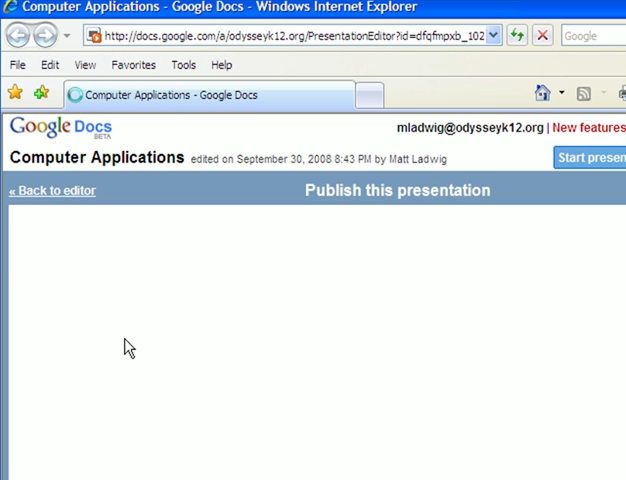 Computer Applications - Google Docs - Windows Internet Explorer
http://docs.google.com/a/odysseyk12.org/PresentationEditor?id=dfqfmpxb_102
Google
File Edit View Favorites Tools Help
Computer Applications - Google Docs
Google Docs
BETA
mladwig@odysseyk12.org | New features
Computer Applications edited on September 30, 2008 8:43 PM by Matt Ladwig
Start presen
« Back to editor
Publish this presentation